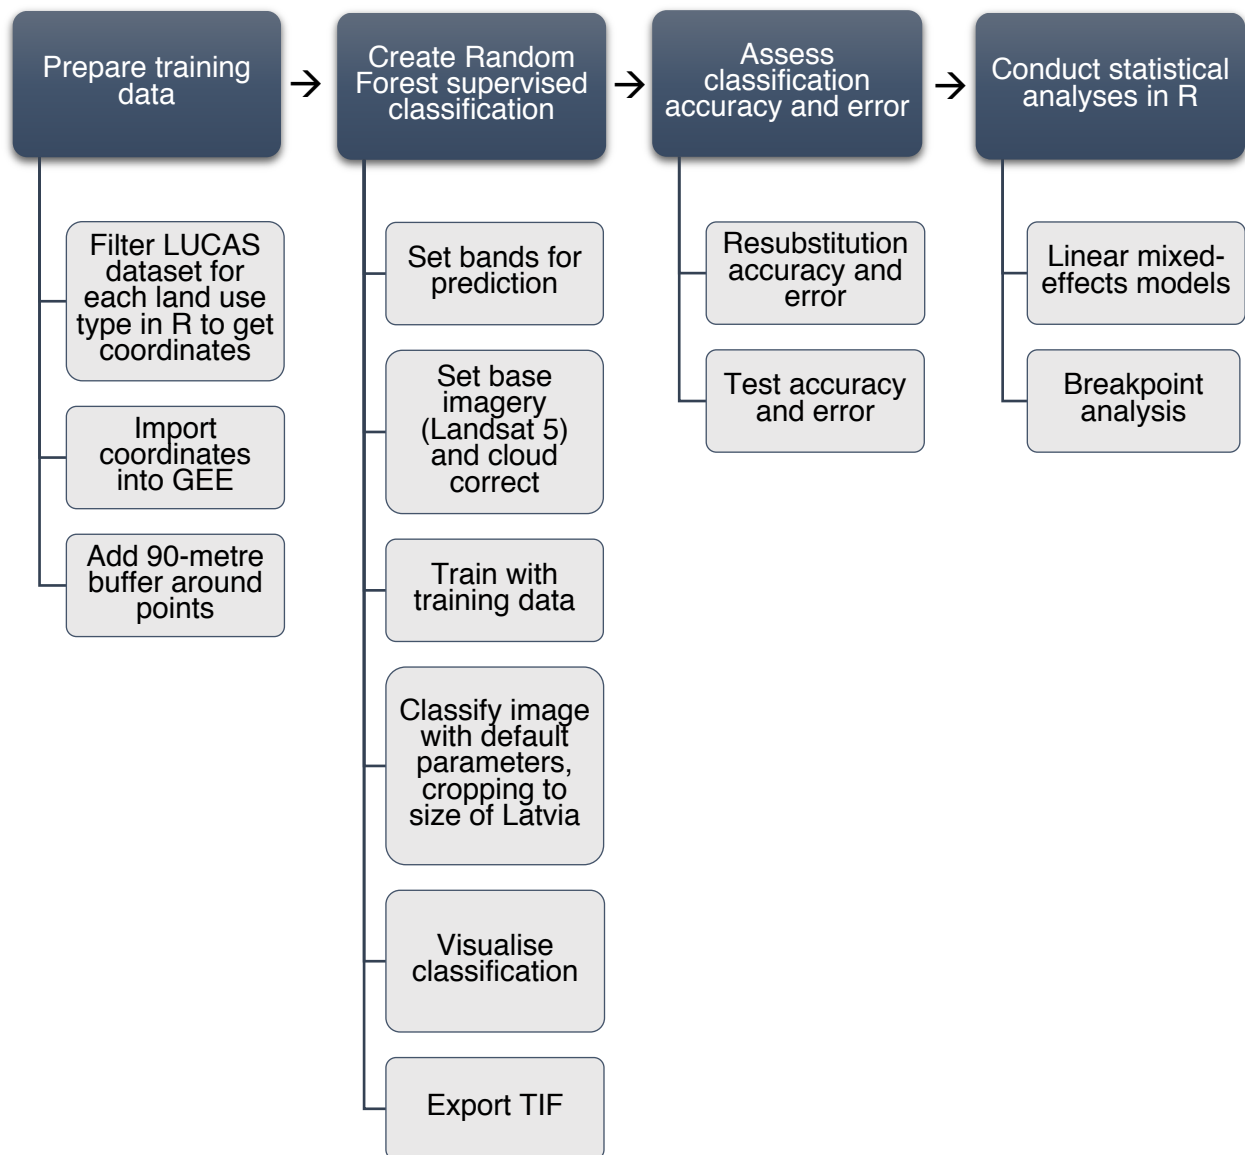 Prepare training
data
→
Create Random
Forest supervised
classification
→
Assess
classification
accuracy and error
→
Conduct statistical
analyses in R
Filter LUCAS
dataset for
each land use
type in R to get
coordinates
Import
coordinates
into GEE
Add 90-metre
buffer around
points
Set bands for
prediction
Set base
imagery
(Landsat 5)
and cloud
correct
Train with
training data
Classify image
with default
parameters,
cropping to
size of Latvia
Visualise
classification
Export TIF
Resubstitution
accuracy and
error
Test accuracy
and error
Linear mixed-
effects models
Breakpoint
analysis